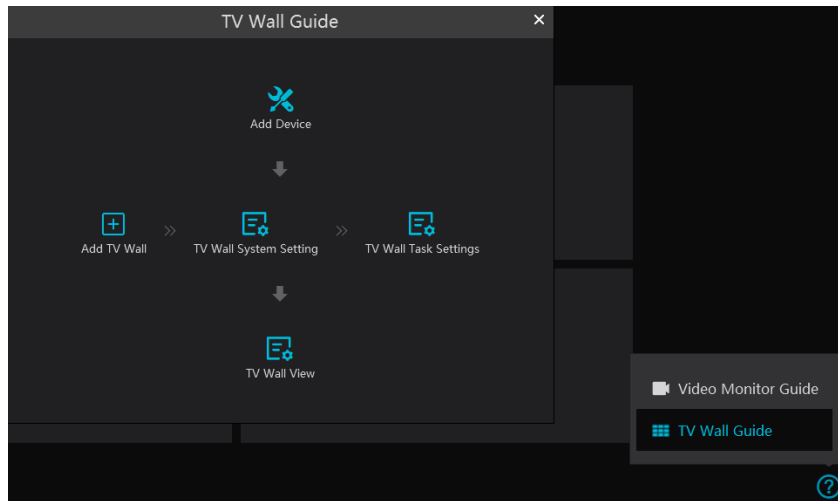 TV Wall Guide
Add Device
Add TV Wall
TV Wall System Setting
TV Wall Task Settings
TV Wall View
Video Monitor Guide
TV Wall Guide